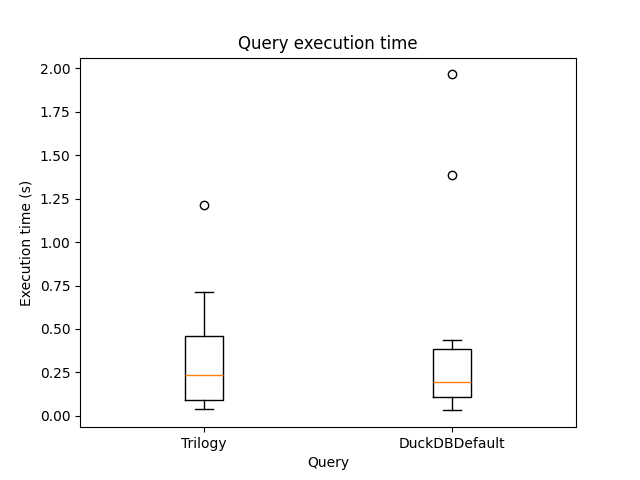 Query execution time
Execution time (s)
2.00
1.75
1.50
1.25
1.00
0.75
0.50
0.25
0.00
Trilogy
DuckDBDefault
Query